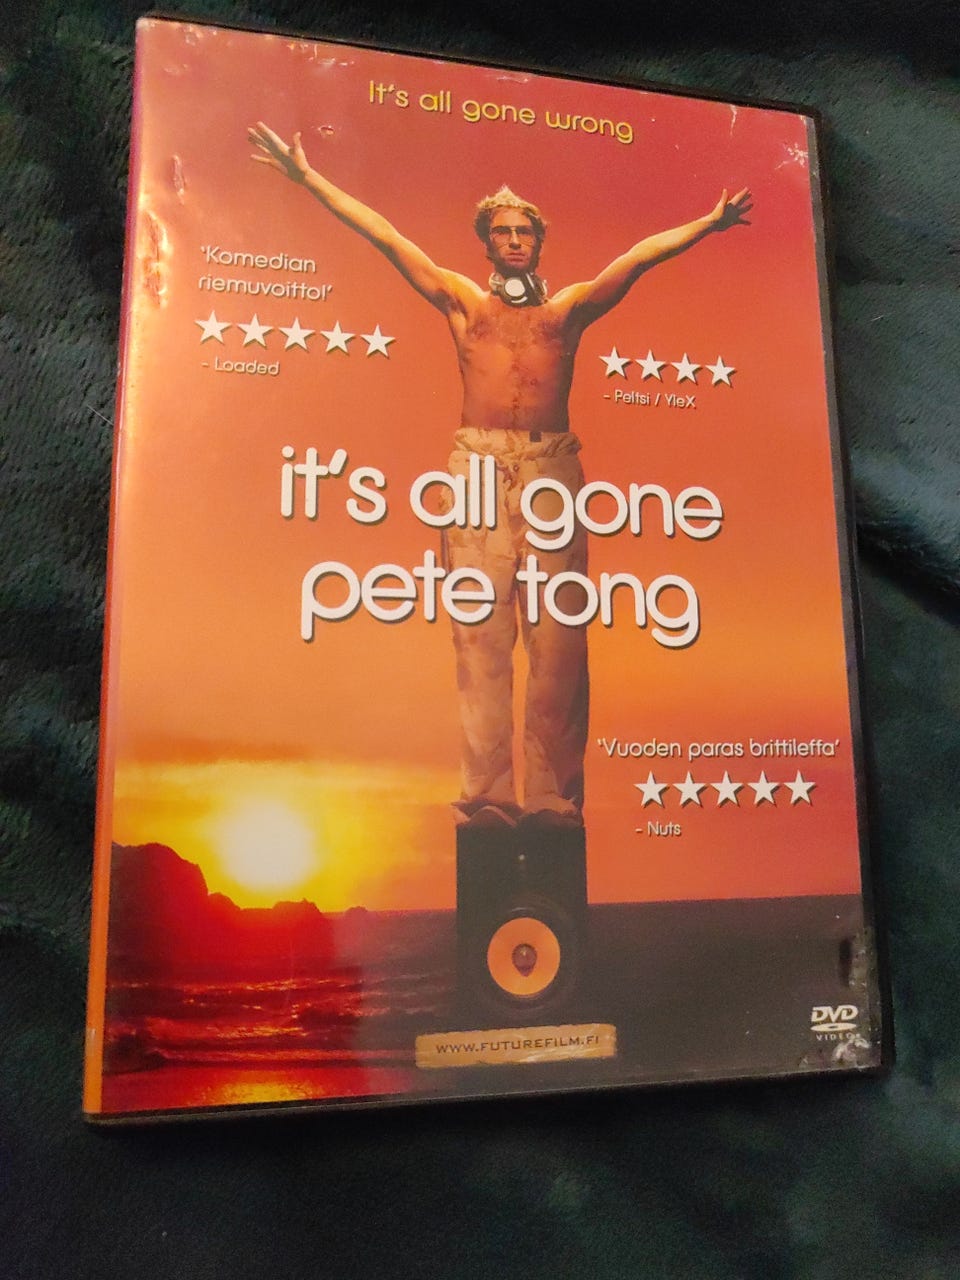 It's all gone wrong
'Komedian
riemuvoitto!'
- Loaded
- Peltsi / YleX
it's all gone
pete tong
'Vuoden paras brittileffa'
- Nuts
WWW.FUTUREFILM.FI
DVD
VIDEO